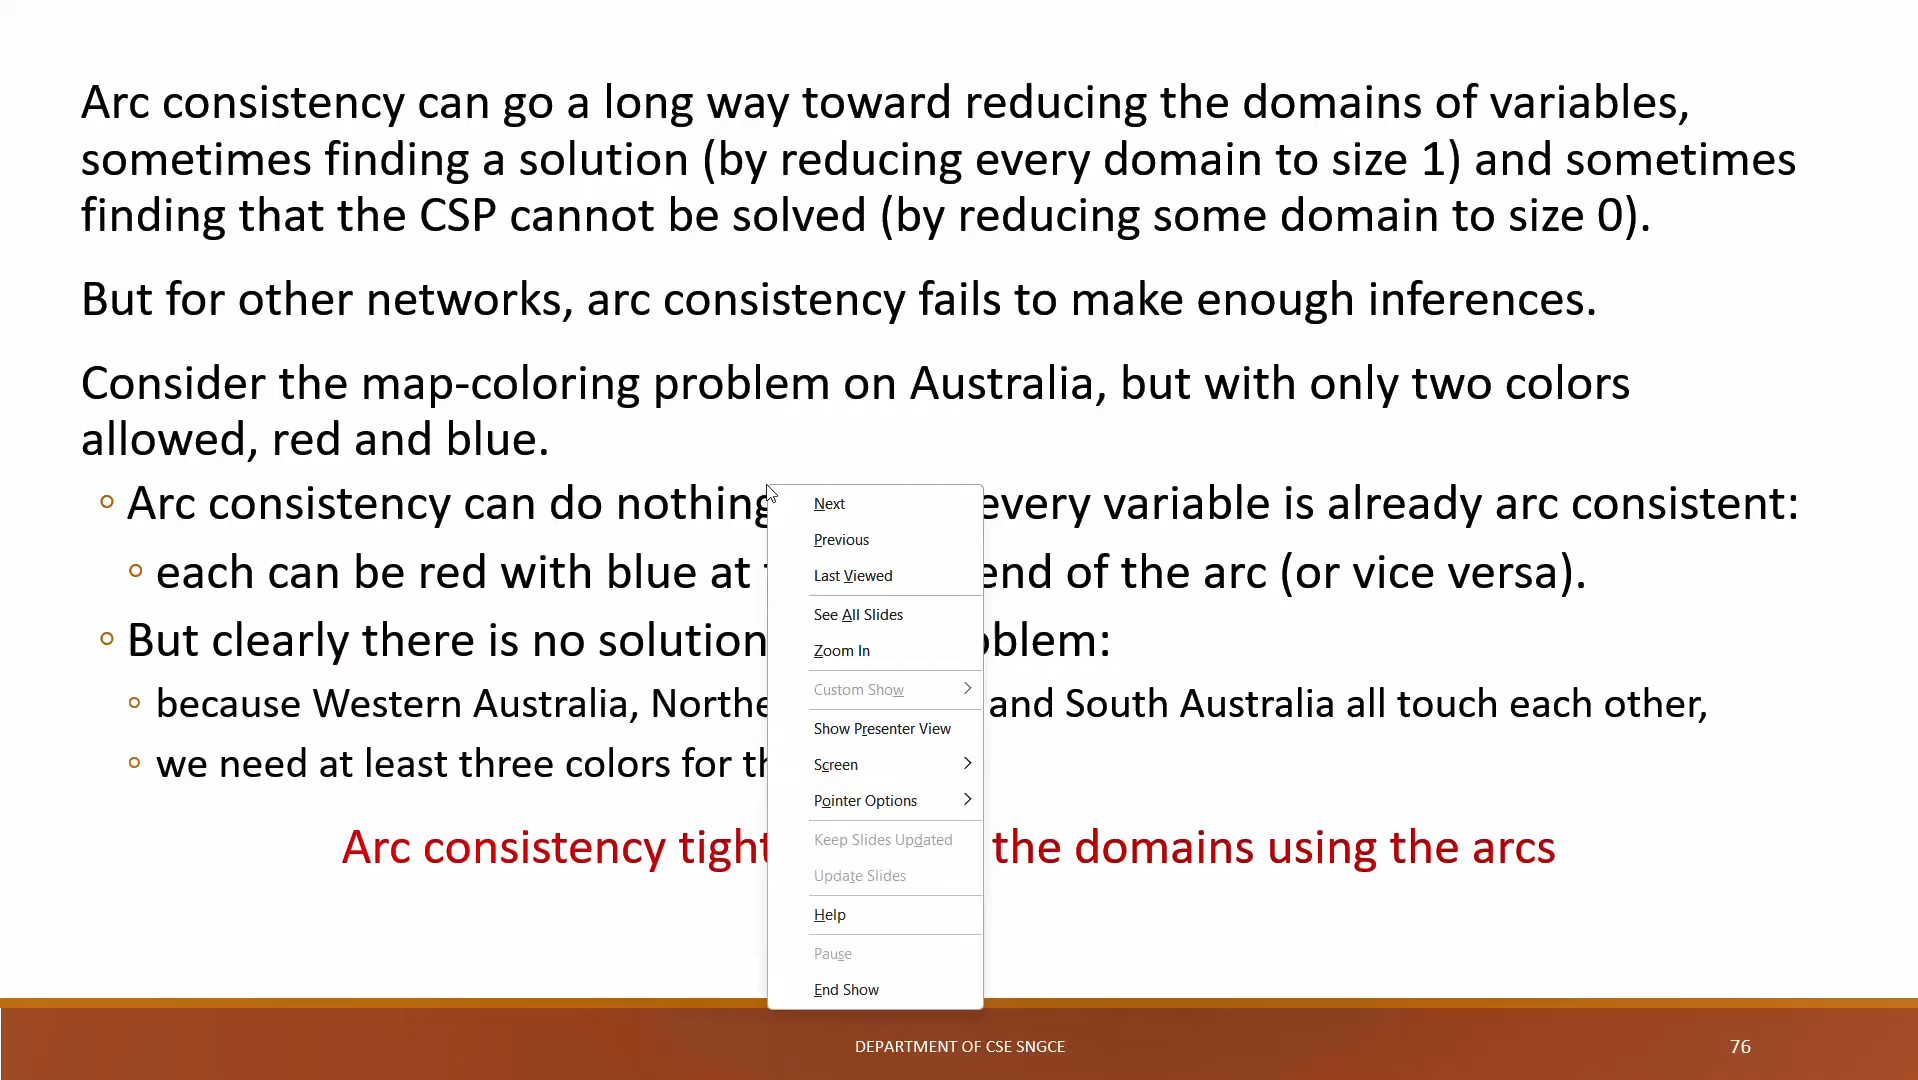 Arc consistency can go a long way toward reducing the domains of variables,
sometimes finding a solution (by reducing every domain to size 1) and sometimes
finding that the CSP cannot be solved (by reducing some domain to size 0).
But for other networks, arc consistency fails to make enough inferences.
Consider the map-coloring problem on Australia, but with only two colors
allowed, red and blue.
Arc consistency can do nothing every variable is already arc consistent:
each can be red with blue at end of the arc (or vice versa).
But clearly there is no solution
because Western Australia, and South Australia all touch each other,
we need at least three colors for
Arc consistency the domains using the arcs
Next
Previous
Last Viewed
See All Slides
Zoom In
Custom Show
Show Presenter View
Screen
Pointer Options
Keep Slides Updated
Update Slides
Help
Pause
End Show
DEPARTMENT OF CSE SNGCE
76